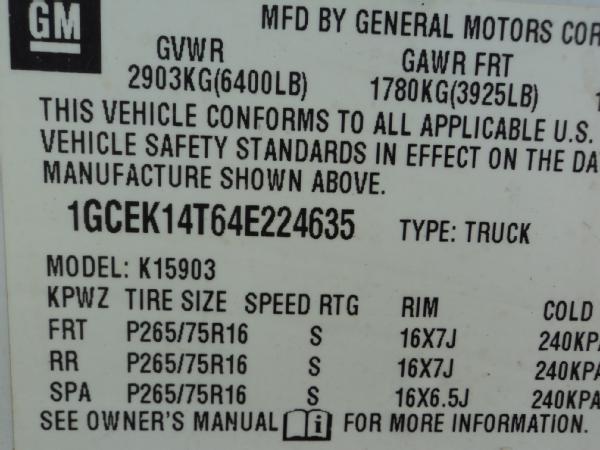 GM
MFD BY GENERAL MOTORS COR
GVWR GAWR FRT
2903KG(6400LB) 1780KG(3925LB)
THIS VEHICLE CONFORMS TO ALL APPLICABLE U.S.
VEHICLE SAFETY STANDARDS IN EFFECT ON THE DA
MANUFACTURE SHOWN ABOVE.
1GCEK14T64E224635 TYPE: TRUCK
MODEL: K15903
KPWZ TIRE SIZE SPEED RTG RIM COLD
FRT P265/75R16 S 16X7J 240KPA
RR P265/75R16 S 16X7J 240KPA
SPA P265/75R16 S 16X6.5J 240KPA
SEE OWNER'S MANUAL i FOR MORE INFORMATION.